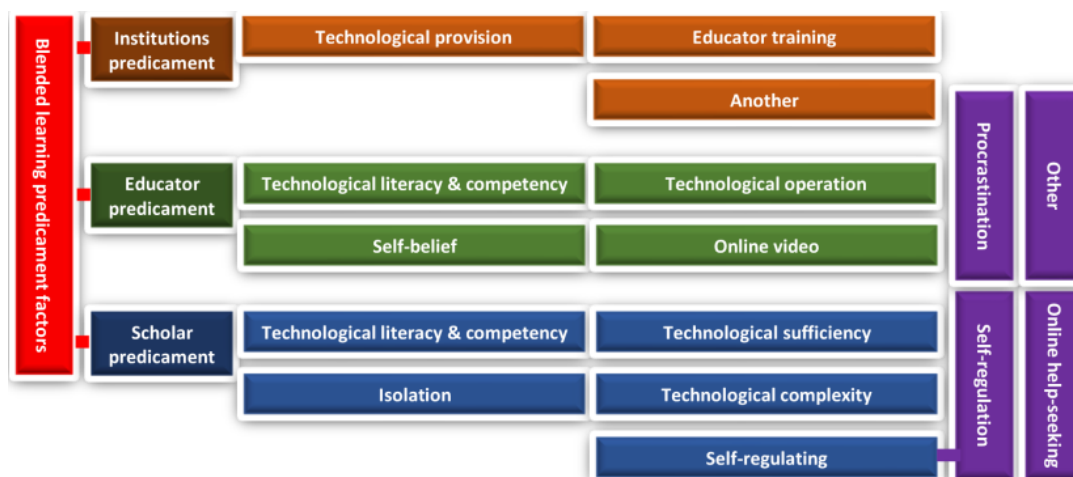 Blended learning predicament factors
Institutions
predicament
Technological provision
Educator training
Another
Educator
predicament
Technological literacy & competency
Technological operation
Self-belief
Online video
Scholar
predicament
Technological literacy & competency
Technological sufficiency
Isolation
Technological complexity
Self-regulating
Procrastination
Other
Self-regulation
Online help-seeking